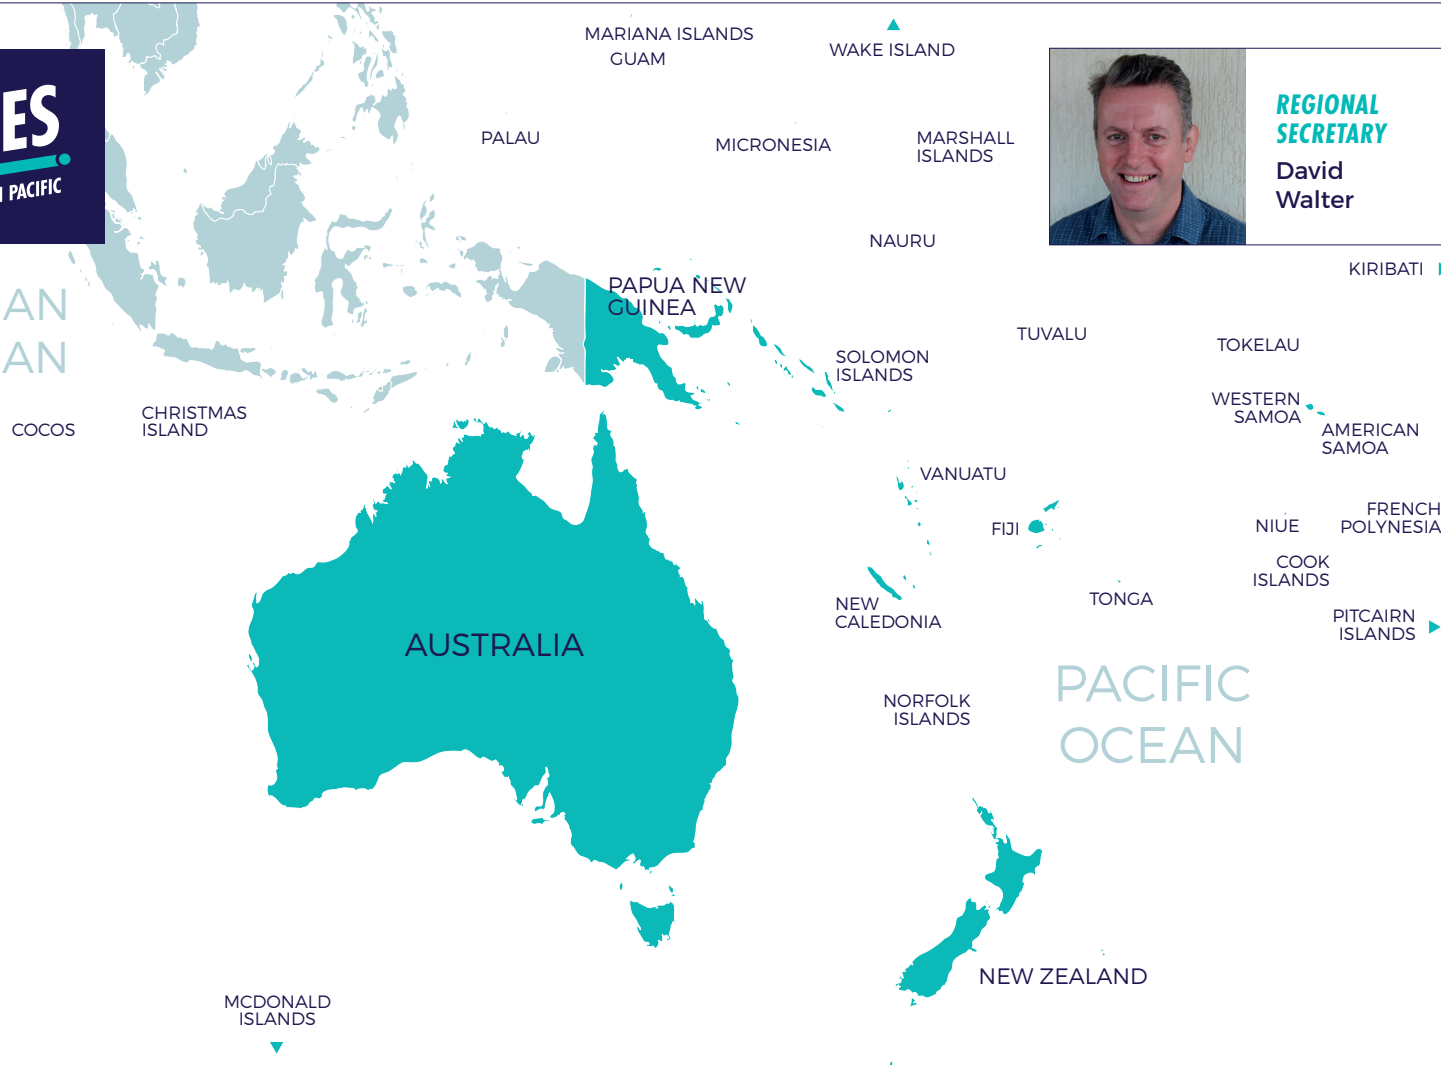 MARIANA ISLANDS
GUAM
WAKE ISLAND
ES
PACIFIC
REGIONAL
SECRETARY
David
Walter
PALAU
MICRONESIA
MARSHALL
ISLANDS
NAURU
KIRIBATI
PAPUA NEW
GUINEA
AN
AN
TUVALU
TOKELAU
SOLOMON
ISLANDS
WESTERN
SAMOA
AMERICAN
SAMOA
COCOS
CHRISTMAS
ISLAND
VANUATU
FIJI
NIUE
FRENCH
POLYNESIA
COOK
ISLANDS
NEW
CALEDONIA
TONGA
PITCAIRN
ISLANDS
AUSTRALIA
NORFOLK
ISLANDS
PACIFIC
OCEAN
NEW ZEALAND
MCDONALD
ISLANDS